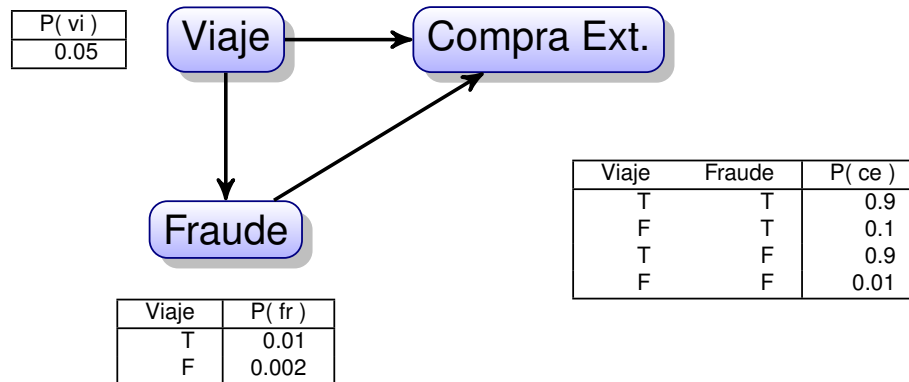 P( vi )
0.05
Viaje
Compra Ext.
Fraude
Viaje Fraude P( ce )
T T 0.9
F T 0.1
T F 0.9
F F 0.01
Viaje P( fr )
T 0.01
F 0.002